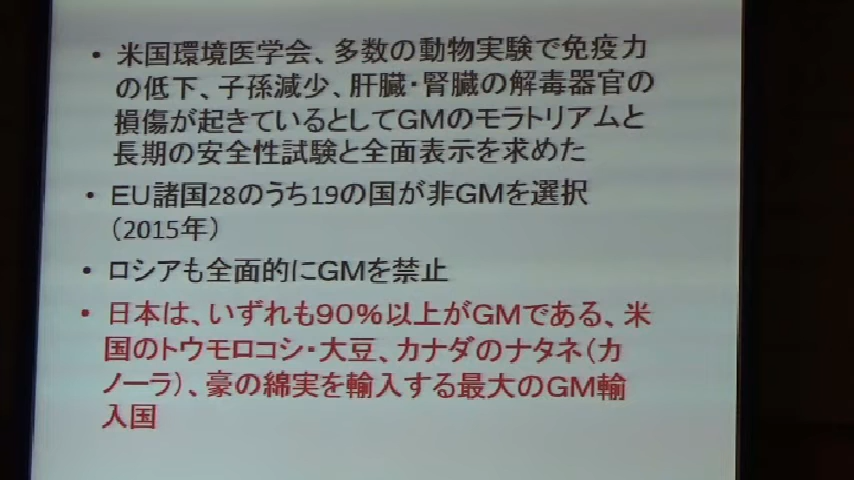 ・米国環境医学会、多数の動物実験で免疫力
の低下、子孫減少、肝臓・腎臓の解毒器官の
損傷が起きているとしてGMのモラトリアムと
長期の安全性試験と全面表示を求めた
・EU諸国28のうち19の国が非GMを選択
(2015年)
・ロシアも全面的にGMを禁止
・日本は、いずれも90%以上がGMである、米
国のトウモロコシ・大豆、カナダのナタネ(カ
ノーラ)、豪の綿実を輸入する最大のGM輸
入国